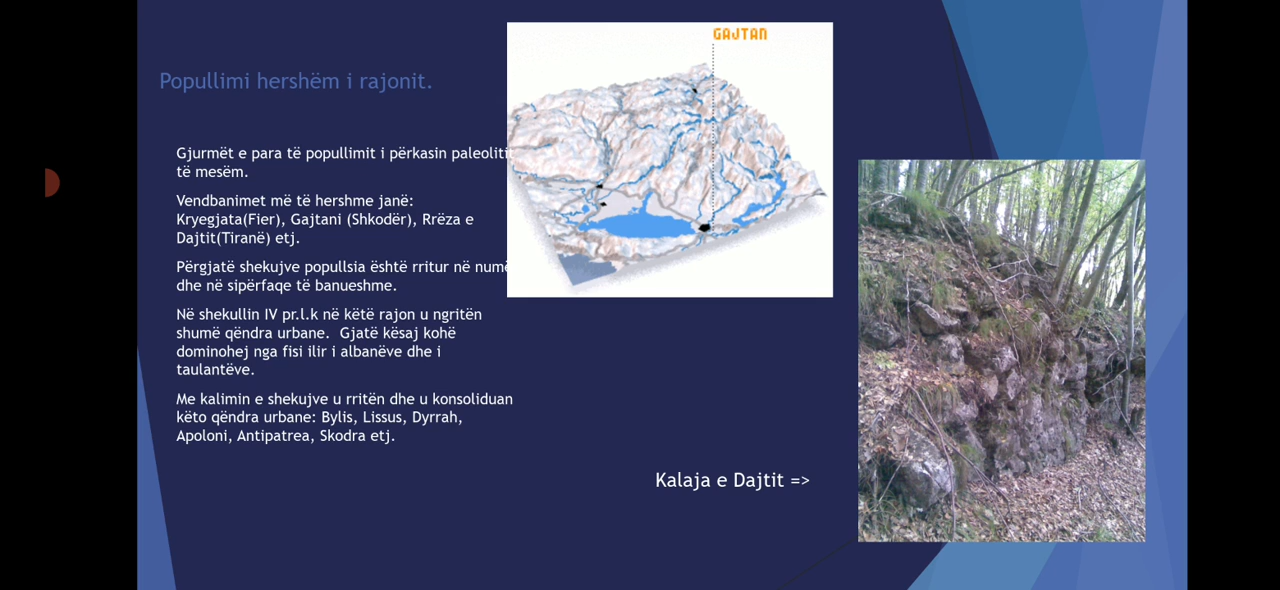 GAJTAN
Popullimi hershëm i rajonit.
Gjurmët e para të popullimit i përkasin paleolitit
të mesëm.
Vendbanimet më të hershme janë:
Kryegjata(Fier), Gajtani (Shkodër), Rrëza e
Dajtit(Tiranë) etj.
Përgjatë shekujve popullsia është rritur në numë
dhe në sipërfaqe të banueshme.
Në shekullin IV pr.l.k në këtë rajon u ngritën
shumë qëndra urbane. Gjatë kësaj kohë
dominohej nga fisi ilir i albanëve dhe i
taulantëve.
Me kalimin e shekujve u rritën dhe u konsoliduan
këto qëndra urbane: Bylis, Lissus, Dyrrah,
Apoloni, Antipatrea, Skodra etj.
Kalaja e Dajtit =>